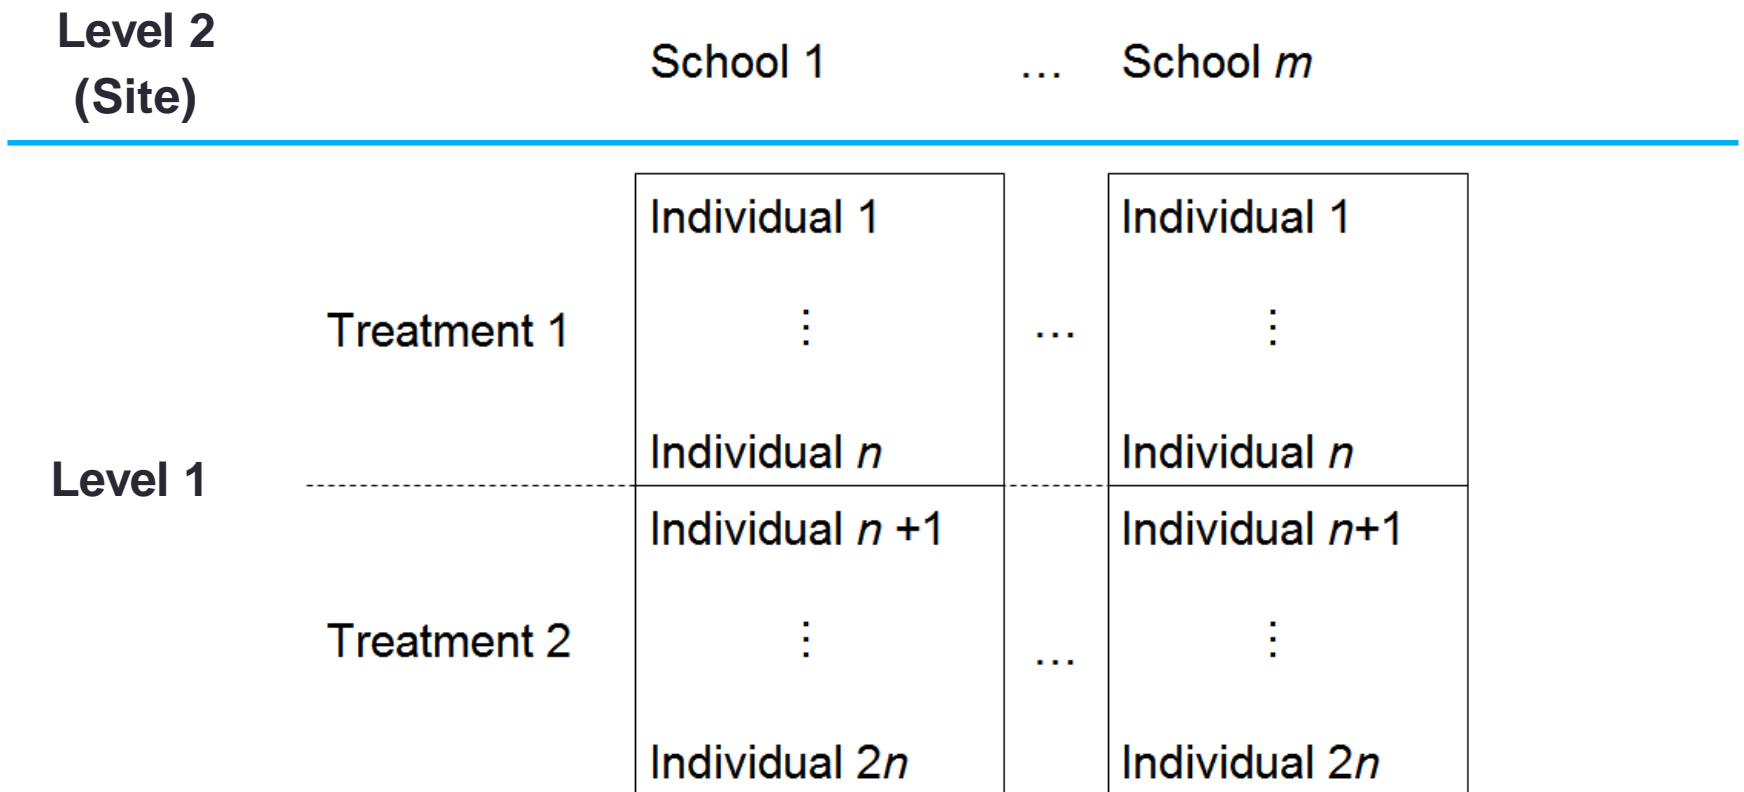 Level 2
(Site)
School 1 … School m
Individual 1 Individual 1
Treatment 1 ⋮ … ⋮
Individual n Individual n
Level 1
Individual n +1 Individual n+1
Treatment 2 ⋮ … ⋮
Individual 2n Individual 2n